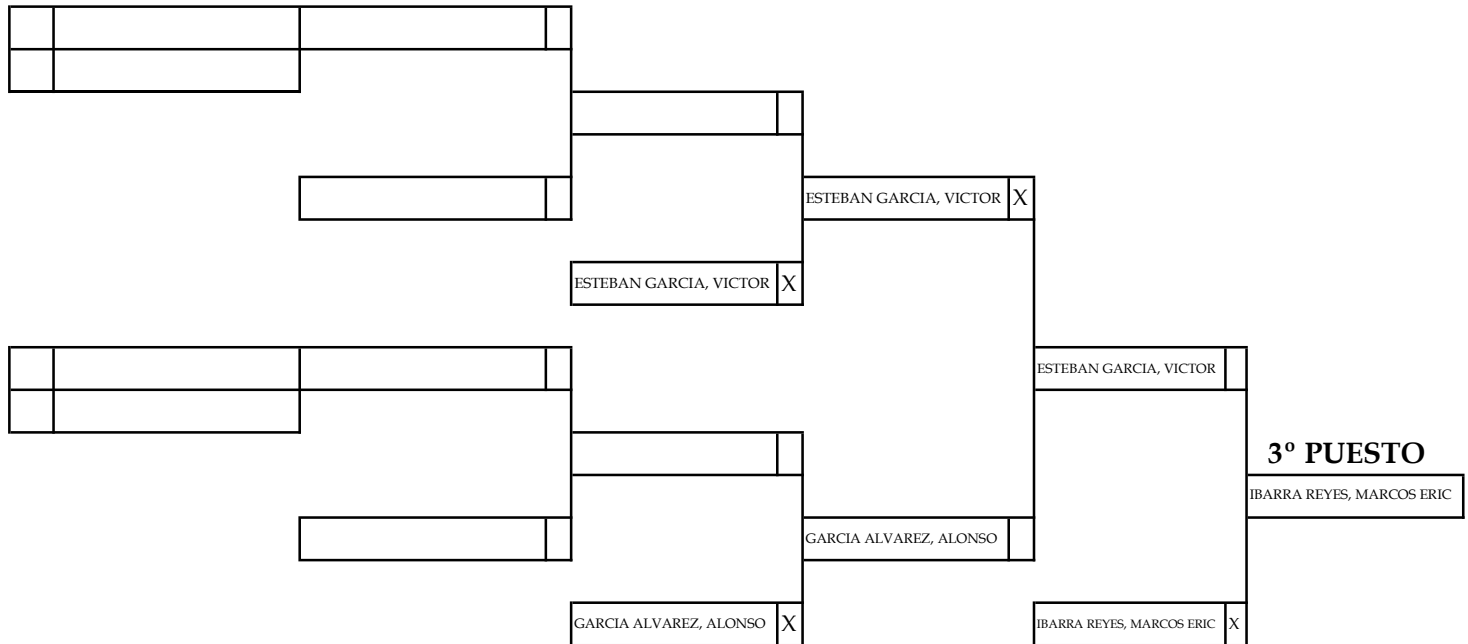 ESTEBAN GARCIA, VICTOR X
ESTEBAN GARCIA, VICTOR X
ESTEBAN GARCIA, VICTOR
3º PUESTO
IBARRA REYES, MARCOS ERIC
GARCIA ALVAREZ, ALONSO
GARCIA ALVAREZ, ALONSO X
IBARRA REYES, MARCOS ERIC X